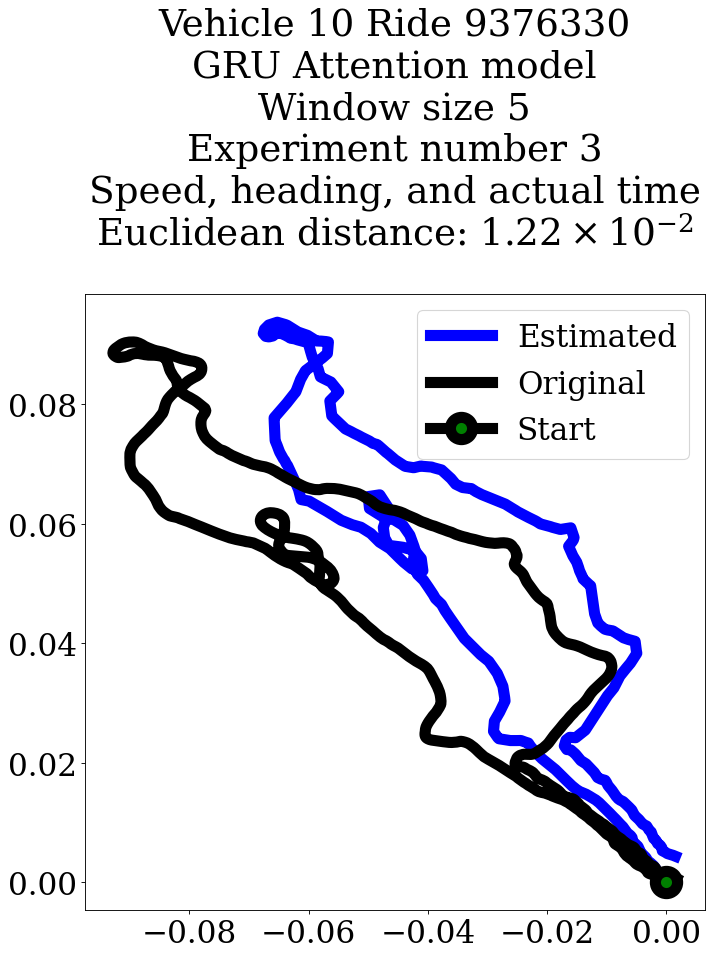 Vehicle 10 Ride 9376330
GRU Attention model
Window size 5
Experiment number 3
Speed, heading, and actual time
Euclidean distance: 1.22 × 10⁻²
Estimated
Original
Start
0.08
0.06
0.04
0.02
0.00
−0.08 −0.06 −0.04 −0.02 0.00